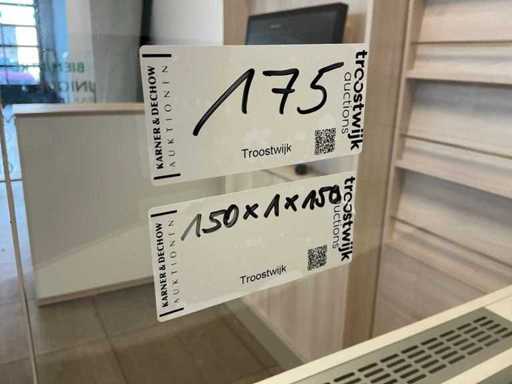 KARNER & DECHOW
AUKTIONEN
175
Troostwijk
troostwijk
auctions
KARNER & DECHOW
AUKTIONEN
150 x 1 x 150
Troostwijk
troostwijk
auctions